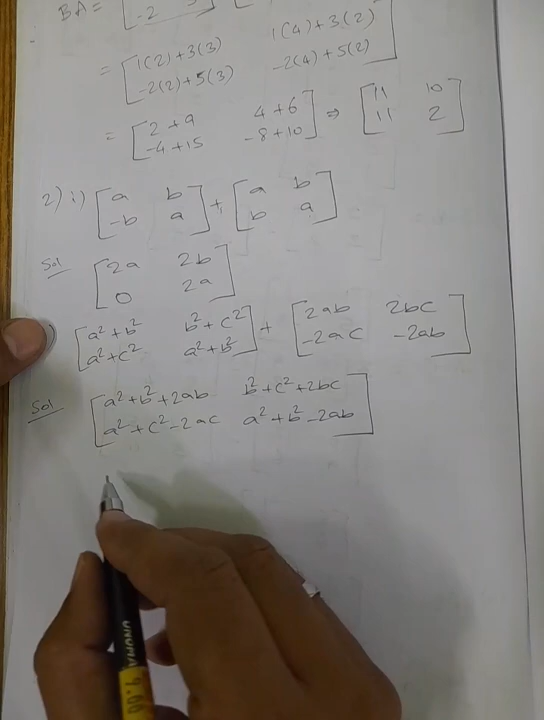 BA = [ -2
= [ 1(2)+3(3) 1(4)+3(2)
-2(2)+5(3) -2(4)+5(2) ]
= [ 2+9 4+6
-4+15 -8+10 ] ⇒ [ 11 10
11 2 ]
2) i) [ a b
-b a ] + [ a b
b a ]
Sol [ 2a 2b
0 2a ]
[ a²+b² b²+c²
a²+c² a²+b² ] + [ 2ab 2bc
-2ac -2ab ]
Sol [ a²+b²+2ab b²+c²+2bc
a²+c²-2ac a²+b²-2ab ]